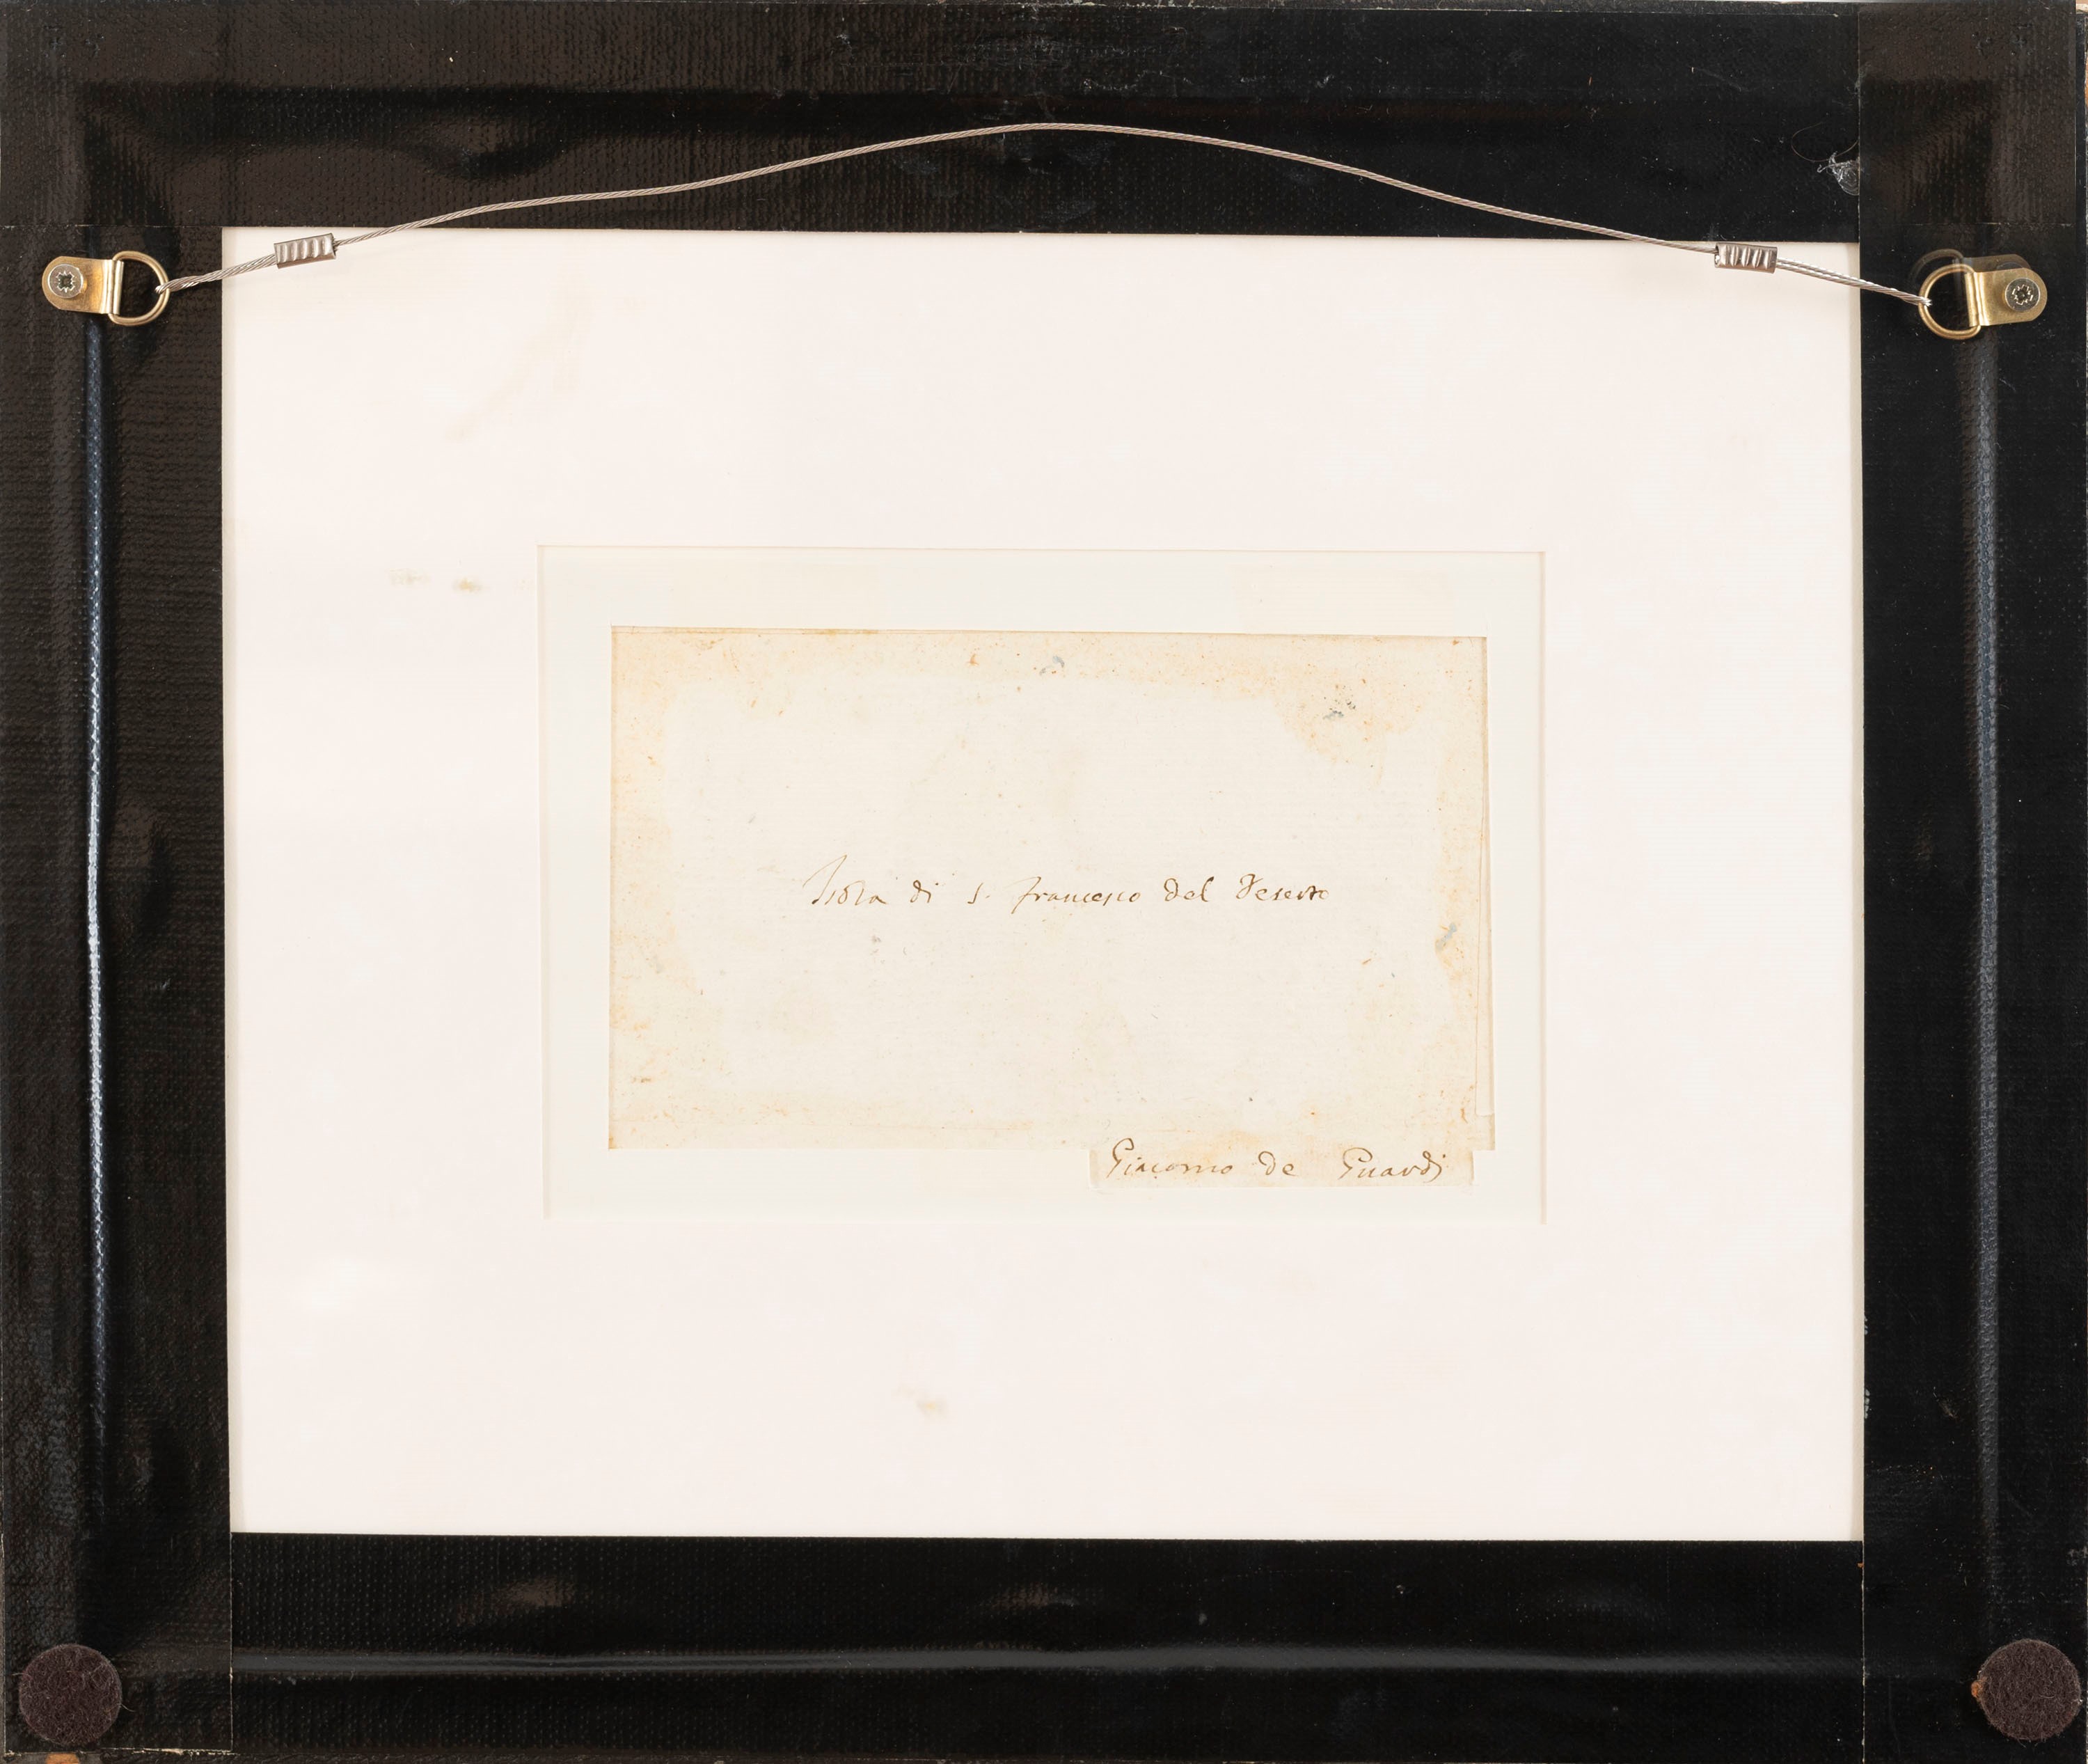 Isola di S. Francesco del Deserto
Giacomo de Guardi